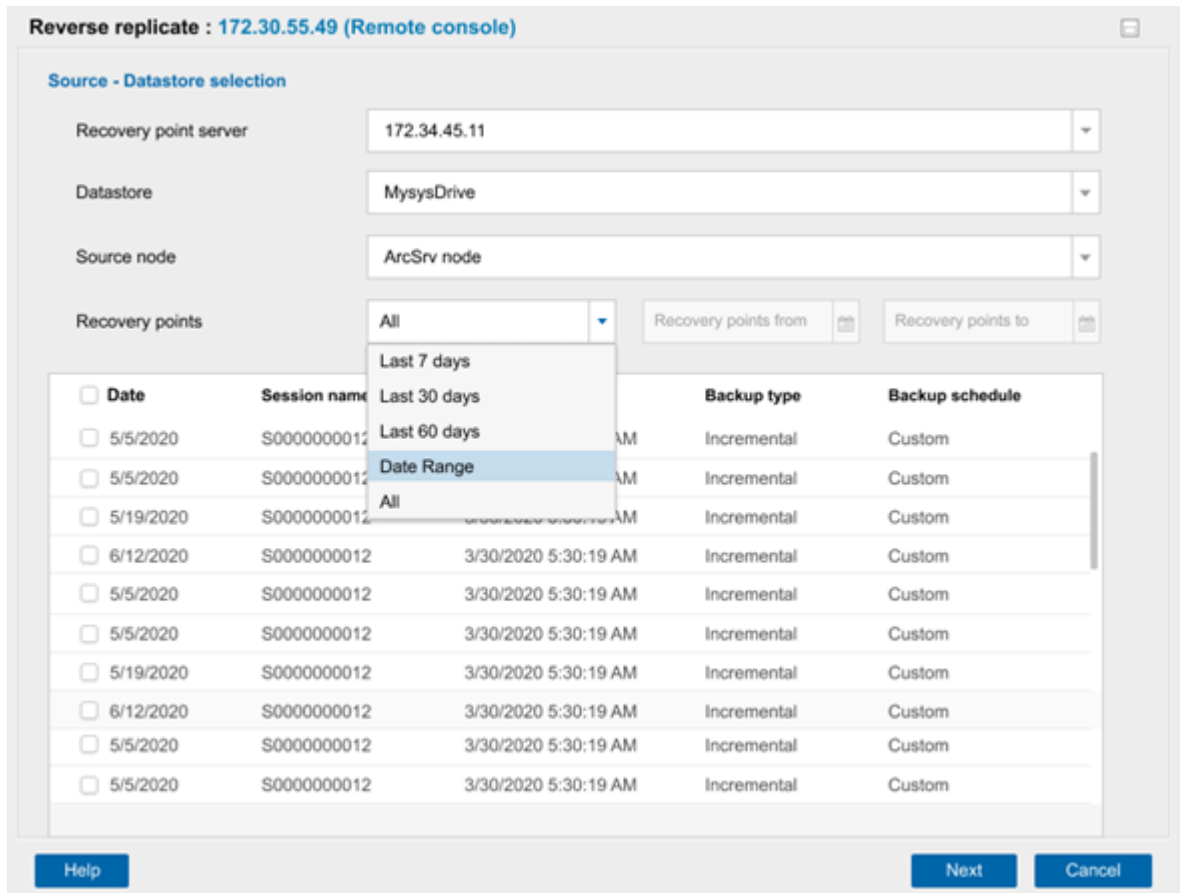 Reverse replicate : 172.30.55.49 (Remote console)
Source - Datastore selection
Recovery point server 172.34.45.11
Datastore MysysDrive
Source node ArcSrv node
Recovery points All Recovery points from Recovery points to
Last 7 days
Date Session name Last 30 days Backup type Backup schedule
5/5/2020 S0000000012 Last 60 days AM Incremental Custom
Date Range
5/5/2020 S0000000012 AM Incremental Custom
All
5/19/2020 S0000000012 AM Incremental Custom
6/12/2020 S0000000012 3/30/2020 5:30:19 AM Incremental Custom
5/5/2020 S0000000012 3/30/2020 5:30:19 AM Incremental Custom
5/5/2020 S0000000012 3/30/2020 5:30:19 AM Incremental Custom
5/19/2020 S0000000012 3/30/2020 5:30:19 AM Incremental Custom
6/12/2020 S0000000012 3/30/2020 5:30:19 AM Incremental Custom
5/5/2020 S0000000012 3/30/2020 5:30:19 AM Incremental Custom
5/5/2020 S0000000012 3/30/2020 5:30:19 AM Incremental Custom
Help Next Cancel